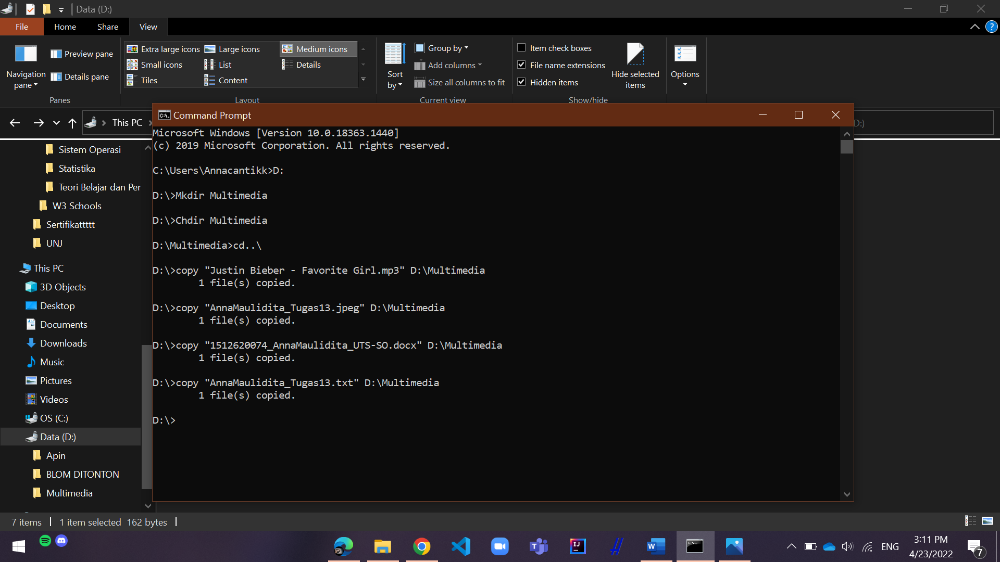 Data (D:)
File Home Share View
Navigation pane
Preview pane
Details pane
Panes
Extra large icons Large icons Medium icons
Small icons List Details
Tiles Content
Layout
Sort by
Group by
Add columns
Size all columns to fit
Current view
Item check boxes
File name extensions
Hidden items
Hide selected items
Show/hide
Options
This PC
D:)
Command Prompt
Microsoft Windows [Version 10.0.18363.1440]
(c) 2019 Microsoft Corporation. All rights reserved.
C:\Users\Annacantikk>D:
D:\>Mkdir Multimedia
D:\>Chdir Multimedia
D:\Multimedia>cd..\
D:\>copy "Justin Bieber - Favorite Girl.mp3" D:\Multimedia
1 file(s) copied.
D:\>copy "AnnaMaulidita_Tugas13.jpeg" D:\Multimedia
1 file(s) copied.
D:\>copy "1512620074_AnnaMaulidita_UTS-SO.docx" D:\Multimedia
1 file(s) copied.
D:\>copy "AnnaMaulidita_Tugas13.txt" D:\Multimedia
1 file(s) copied.
D:\>
Sistem Operasi
Statistika
Teori Belajar dan Per
W3 Schools
Sertifikattttt
UNJ
This PC
3D Objects
Desktop
Documents
Downloads
Music
Pictures
Videos
OS (C:)
Data (D:)
Apin
BLOM DITONTON
Multimedia
7 items 1 item selected 162 bytes
ENG
3:11 PM
4/23/2022
7